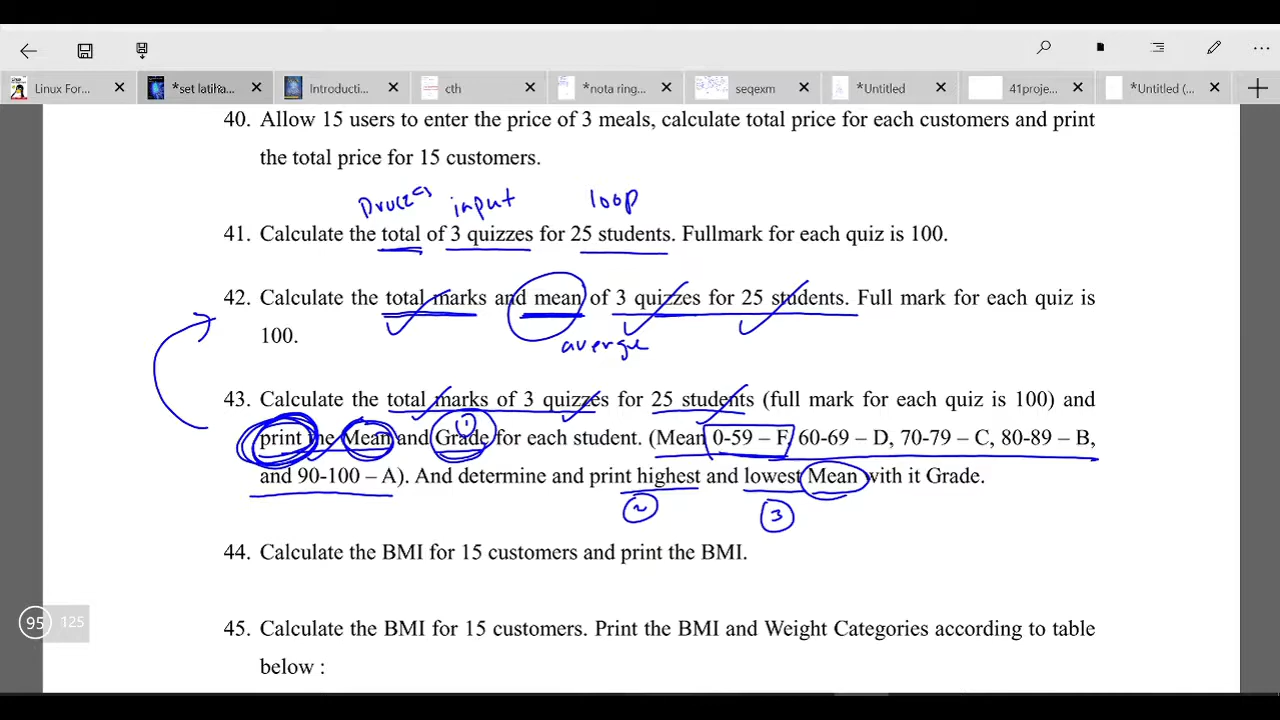 Linux For...
*set latiha...
Introducti...
cth
*nota ring...
seqexm
*Untitled
41proje...
*Untitled (...
40. Allow 15 users to enter the price of 3 meals, calculate total price for each customers and print
the total price for 15 customers.
process input loop
41. Calculate the total of 3 quizzes for 25 students. Fullmark for each quiz is 100.
42. Calculate the total marks and mean of 3 quizzes for 25 students. Full mark for each quiz is
100.
averge
43. Calculate the total marks of 3 quizzes for 25 students (full mark for each quiz is 100) and
1
print the Mean and Grade for each student. (Mean 0-59 – F, 60-69 – D, 70-79 – C, 80-89 – B,
and 90-100 – A). And determine and print highest and lowest Mean with it Grade.
2 3
44. Calculate the BMI for 15 customers and print the BMI.
95 125
45. Calculate the BMI for 15 customers. Print the BMI and Weight Categories according to table
below :